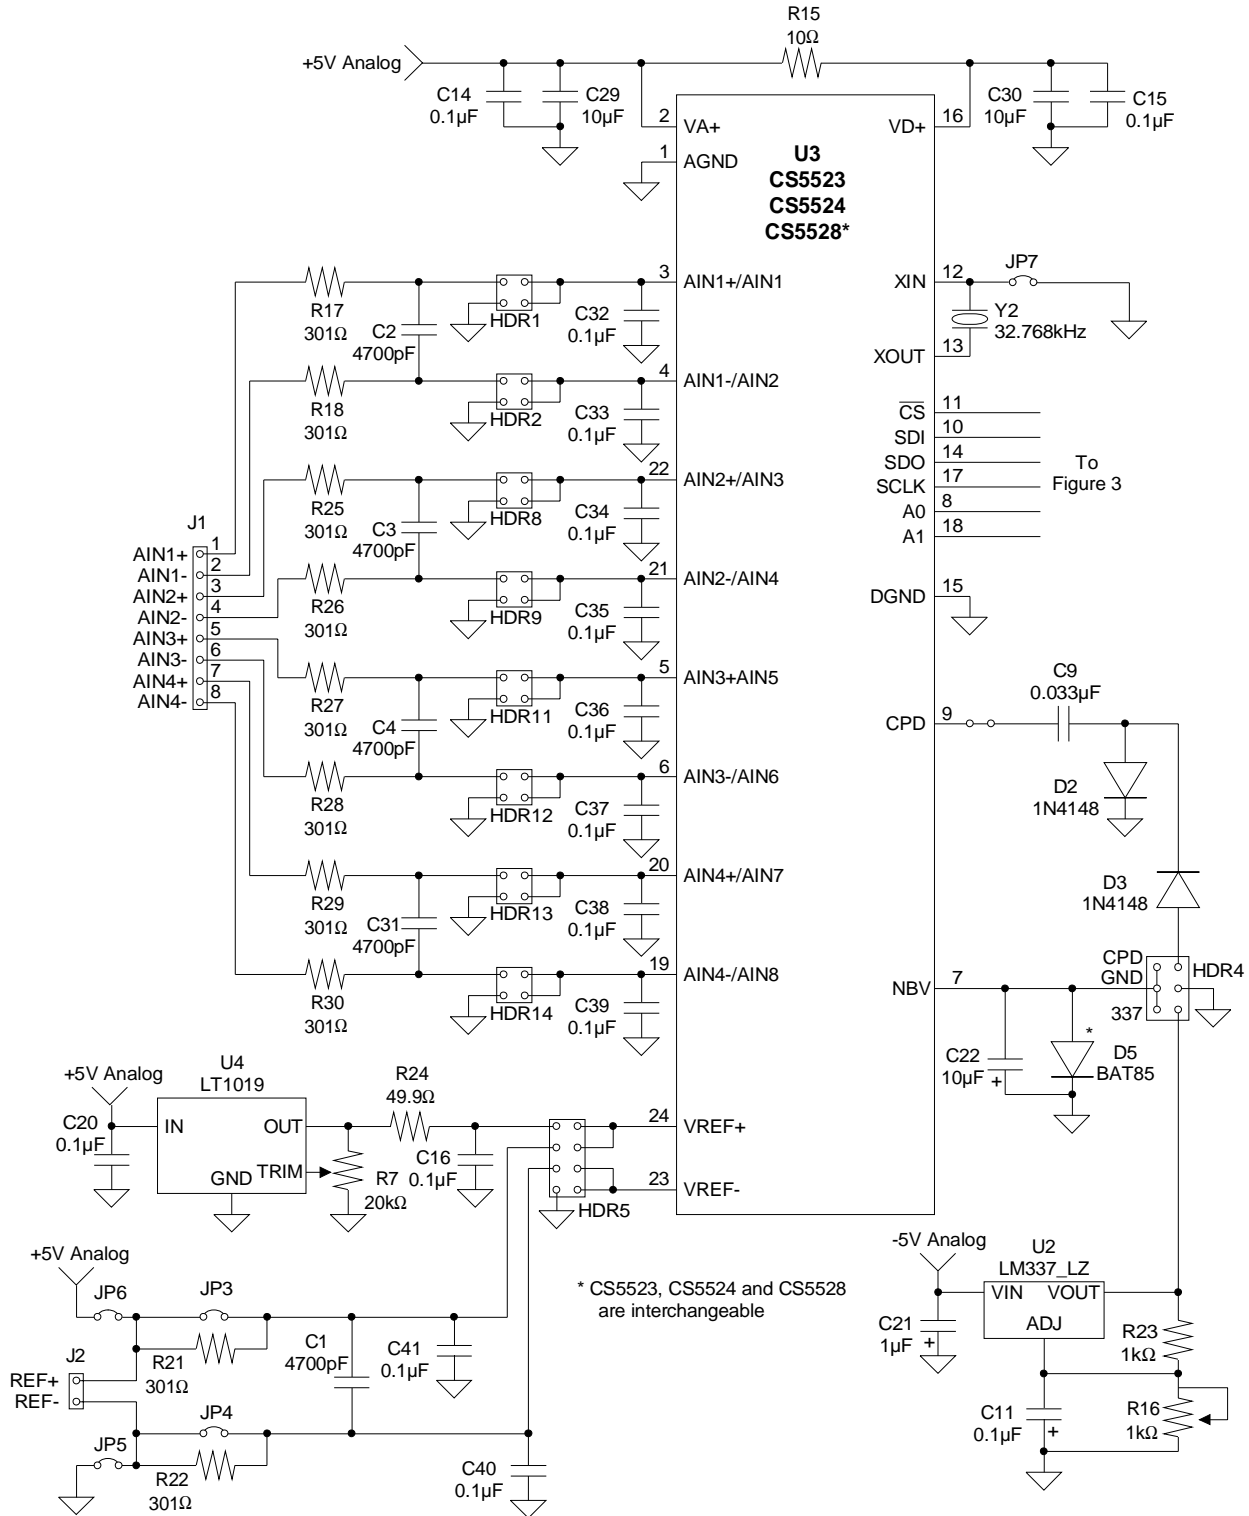 R15
10Ω
+5V Analog
C14
0.1µF
C29
10µF
C30
10µF
C15
0.1µF
2
VA+
VD+
16
1
AGND
U3
CS5523
CS5524
CS5528*
R17
301Ω
C2
4700pF
HDR1
C32
0.1µF
3
AIN1+/AIN1
XIN
12
JP7
Y2
32.768kHz
XOUT
13
R18
301Ω
HDR2
C33
0.1µF
4
AIN1-/AIN2
CS
11
SDI
10
SDO
14
SCLK
17
A0
8
A1
18
To
Figure 3
R25
301Ω
C3
4700pF
HDR8
C34
0.1µF
22
AIN2+/AIN3
J1
AIN1+
1
AIN1-
2
AIN2+
3
AIN2-
4
AIN3+
5
AIN3-
6
AIN4+
7
AIN4-
8
R26
301Ω
HDR9
C35
0.1µF
21
AIN2-/AIN4
DGND
15
R27
301Ω
C4
4700pF
HDR11
C36
0.1µF
5
AIN3+AIN5
CPD
9
C9
0.033µF
D2
1N4148
R28
301Ω
HDR12
C37
0.1µF
6
AIN3-/AIN6
R29
301Ω
C31
4700pF
HDR13
C38
0.1µF
20
AIN4+/AIN7
D3
1N4148
R30
301Ω
HDR14
C39
0.1µF
19
AIN4-/AIN8
NBV
7
CPD
GND
337
HDR4
C22
10µF
+
*
D5
BAT85
+5V Analog
C20
0.1µF
U4
LT1019
IN
OUT
TRIM
GND
R24
49.9Ω
R7
20kΩ
C16
0.1µF
HDR5
24
VREF+
23
VREF-
+5V Analog
JP6
JP3
R21
301Ω
J2
REF+
REF-
JP4
JP5
R22
301Ω
C1
4700pF
C41
0.1µF
C40
0.1µF
* CS5523, CS5524 and CS5528
are interchangeable
-5V Analog
U2
LM337_LZ
VIN
VOUT
ADJ
C21
1µF
+
R23
1kΩ
C11
0.1µF
+
R16
1kΩ